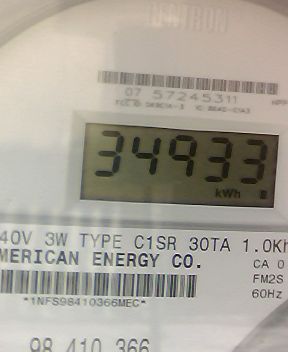 07 57245311
34933
kWh
40V 3W TYPE C1SR 30TA 1.0Kh
MERICAN ENERGY CO.
CA 0
FM2S
60Hz
*1NFS98410366MEC*
98 410 366